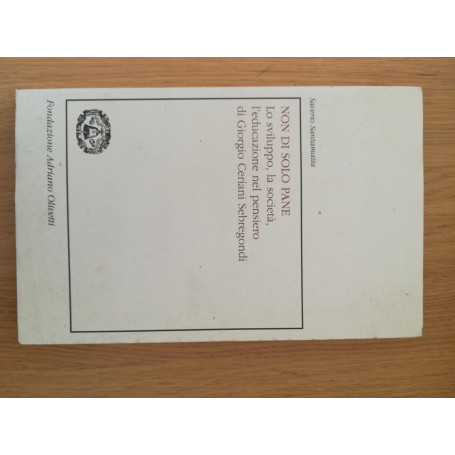 Saverio Santamaita
NON DI SOLO PANE
Lo sviluppo, la società,
l'educazione nel pensiero
di Giorgio Ceriani Sebregondi
Fondazione Adriano Olivetti